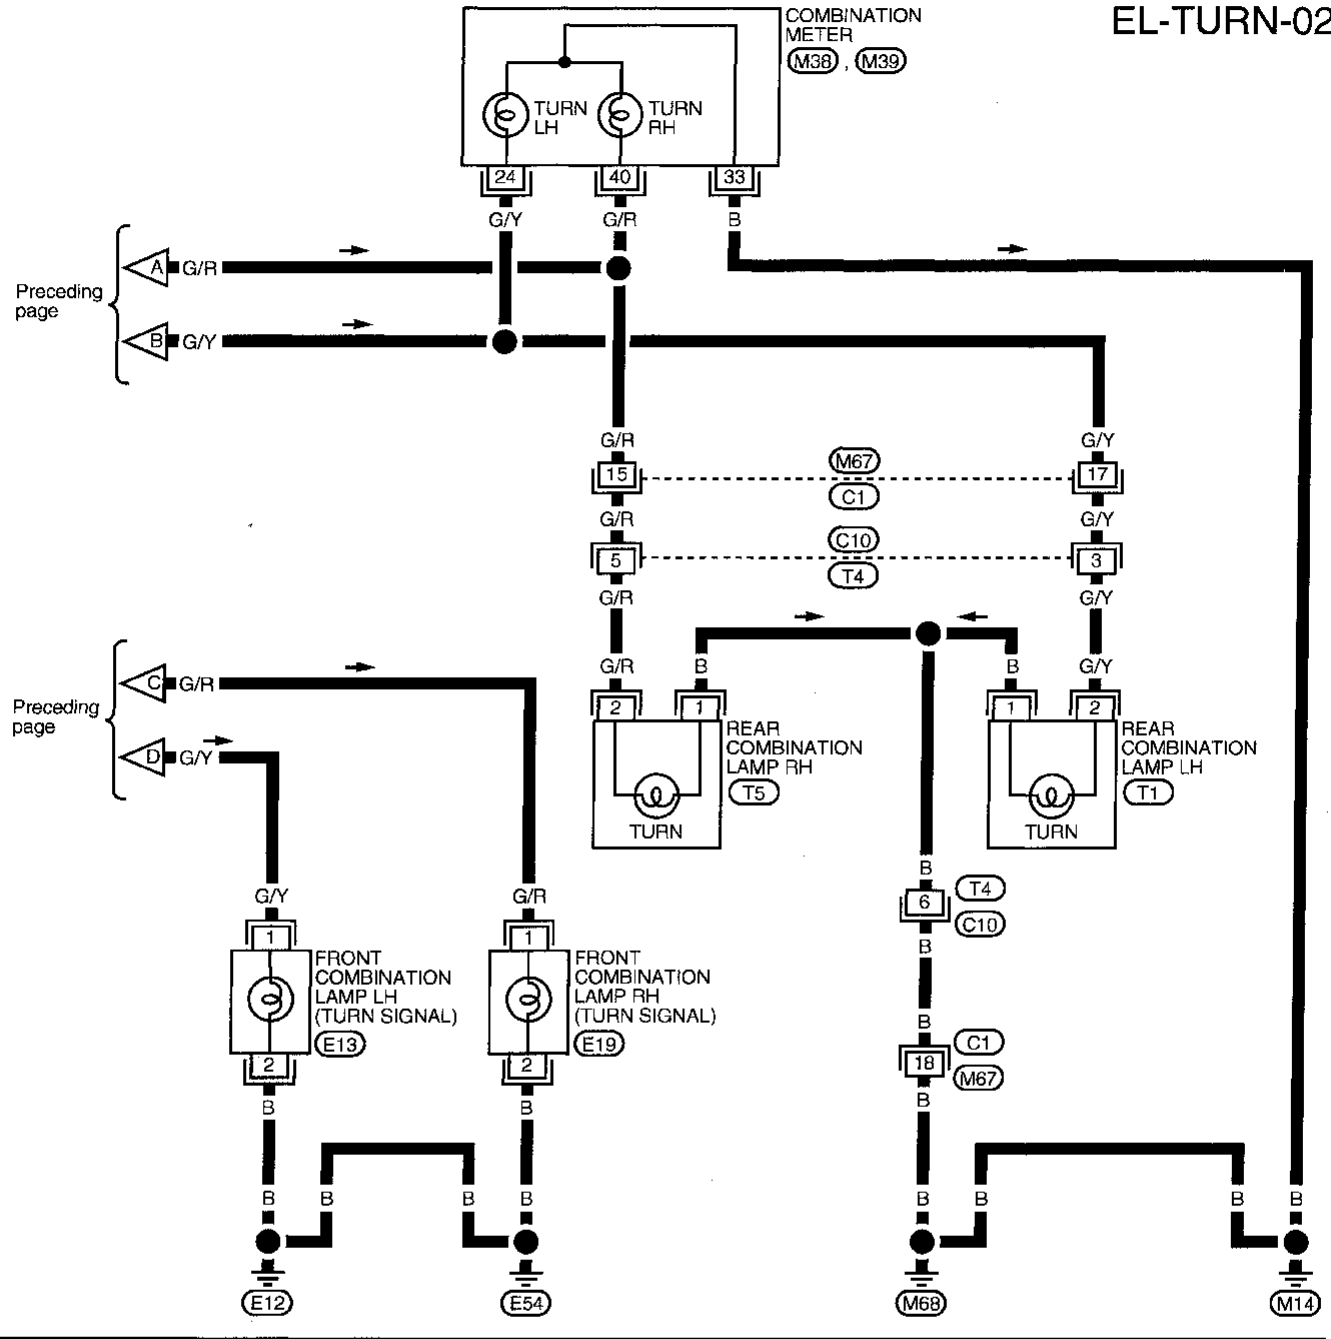 EL-TURN-02
COMBINATION
METER
M38 , M39
TURN
LH
TURN
RH
24
40
33
G/Y
G/R
B
Preceding
page
A
G/R
B
G/Y
G/R
G/Y
15
M67
C1
17
G/R
G/Y
5
C10
T4
3
G/R
G/Y
G/R
B
B
G/Y
2
1
1
2
REAR
COMBINATION
LAMP RH
T5
TURN
REAR
COMBINATION
LAMP LH
T1
TURN
Preceding
page
C
G/R
D
G/Y
G/Y
G/R
1
1
FRONT
COMBINATION
LAMP LH
(TURN SIGNAL)
E13
FRONT
COMBINATION
LAMP RH
(TURN SIGNAL)
E19
2
2
B
B
B
6
T4
C10
B
B
18
C1
M67
B
B
B
B
B
B
B
B
B
E12
E54
M68
M14